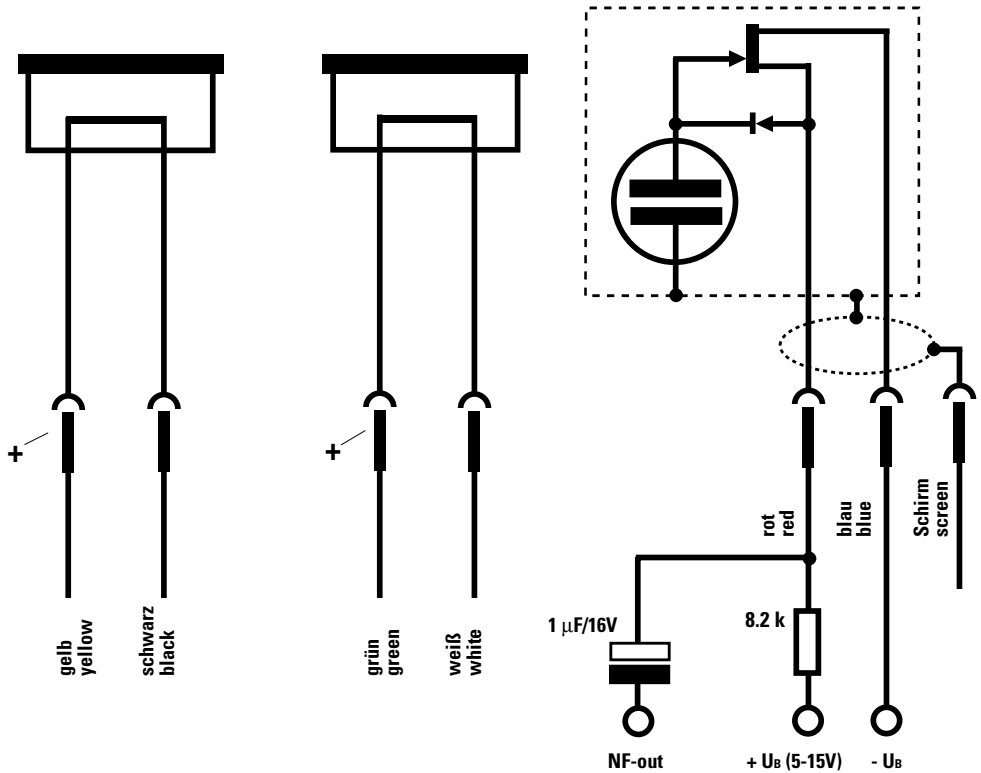 +
+
gelb
yellow
schwarz
black
grün
green
weiß
white
rot
red
blau
blue
Schirm
screen
1 µF/16V
8.2 k
NF-out
+ UB (5-15V)
- UB